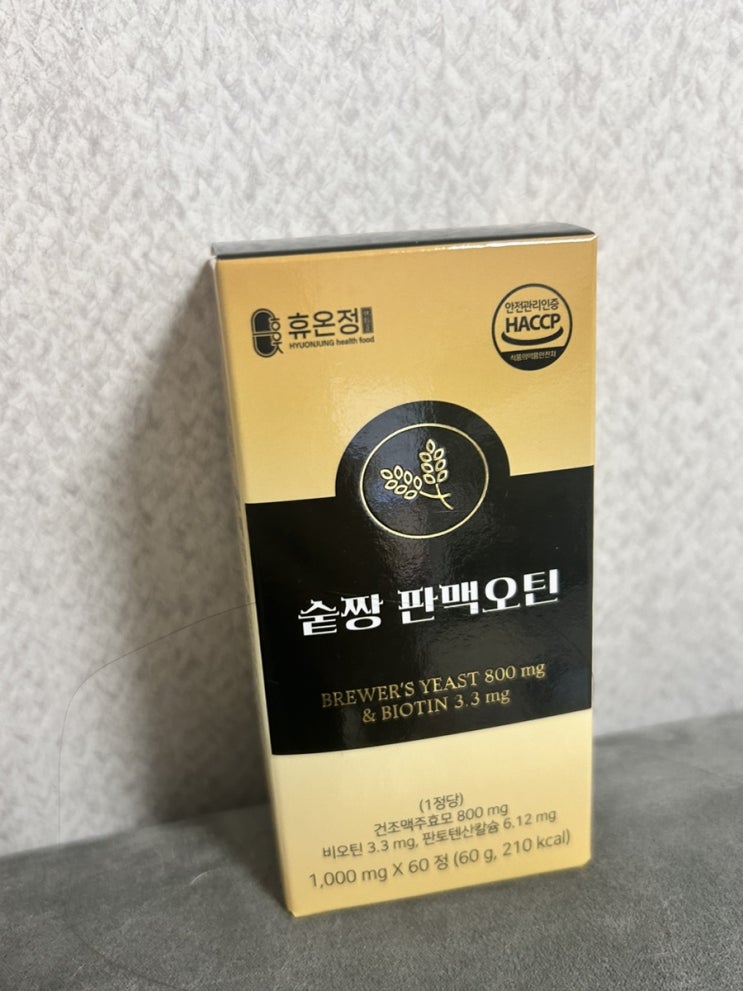 휴온정
HYUONJUNG health food
안전관리인증
HACCP
식품의약품안전처
숱짱 판맥오틴
BREWER'S YEAST 800 mg
& BIOTIN 3.3 mg
(1정당)
건조맥주효모 800 mg
비오틴 3.3 mg, 판토텐산칼슘 6.12 mg
1,000 mg X 60 정 (60 g, 210 kcal)